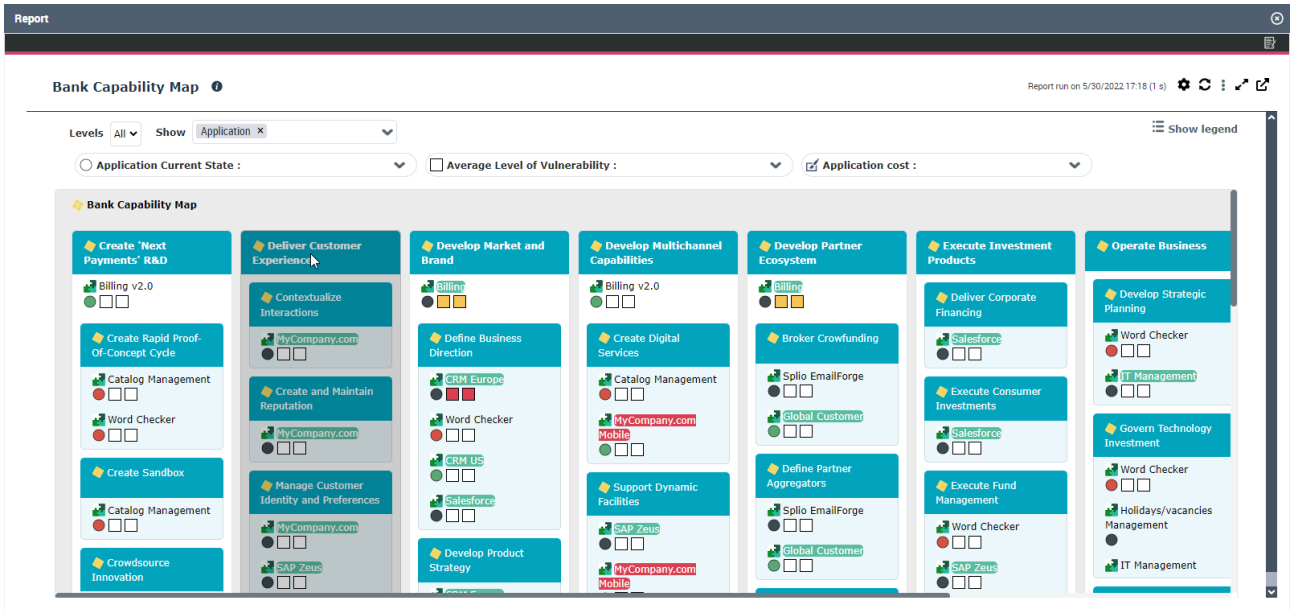 Report
Bank Capability Map
Report run on 5/30/2022 17:18 (1 s)
Levels All Show Application ×
Show legend
Application Current State :
Average Level of Vulnerability :
Application cost :
Bank Capability Map
Create 'Next
Payments' R&D
Billing v2.0
Create Rapid Proof-
Of-Concept Cycle
Catalog Management
Word Checker
Create Sandbox
Catalog Management
Crowdsource
Innovation
Deliver Customer
Experience
Contextualize
Interactions
MyCompany.com
Create and Maintain
Reputation
MyCompany.com
Manage Customer
Identity and Preferences
MyCompany.com
SAP Zeus
Develop Market and
Brand
Billing
Define Business
Direction
CRM Europe
Word Checker
CRM US
Salesforce
Develop Product
Strategy
CRM Europe
Develop Multichannel
Capabilities
Billing v2.0
Create Digital
Services
Catalog Management
MyCompany.com
Mobile
Support Dynamic
Facilities
SAP Zeus
MyCompany.com
Mobile
Develop Partner
Ecosystem
Billing
Broker Crowfunding
Splio EmailForge
Global Customer
Define Partner
Aggregators
Splio EmailForge
Global Customer
Execute Investment
Products
Deliver Corporate
Financing
Salesforce
Execute Consumer
Investments
Salesforce
Execute Fund
Management
Word Checker
SAP Zeus
Operate Business
Develop Strategic
Planning
Word Checker
IT Management
Govern Technology
Investment
Word Checker
Holidays/vacancies
Management
IT Management